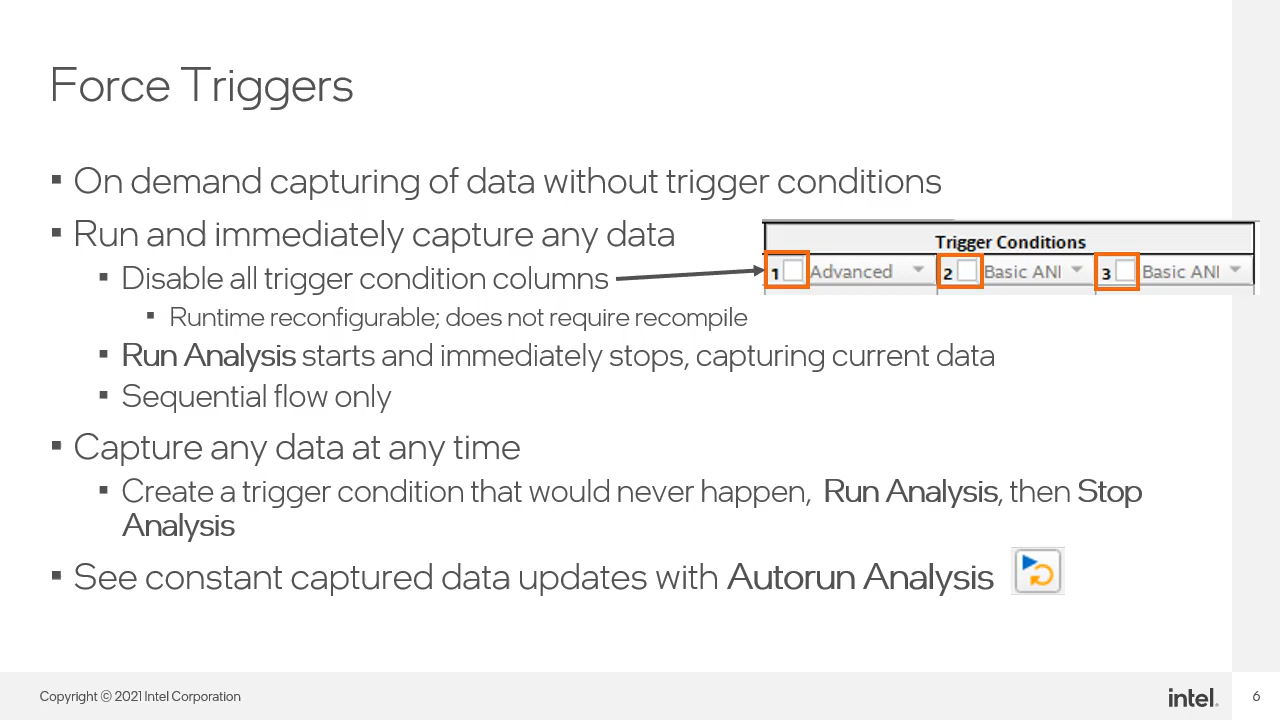 Force Triggers
▪ On demand capturing of data without trigger conditions
▪ Run and immediately capture any data
▪ Disable all trigger condition columns
▪ Runtime reconfigurable; does not require recompile
▪ Run Analysis starts and immediately stops, capturing current data
▪ Sequential flow only
Trigger Conditions
1 Advanced 2 Basic ANI 3 Basic ANI
▪ Capture any data at any time
▪ Create a trigger condition that would never happen, Run Analysis, then Stop
Analysis
▪ See constant captured data updates with Autorun Analysis
Copyright © 2021 Intel Corporation
intel.
6